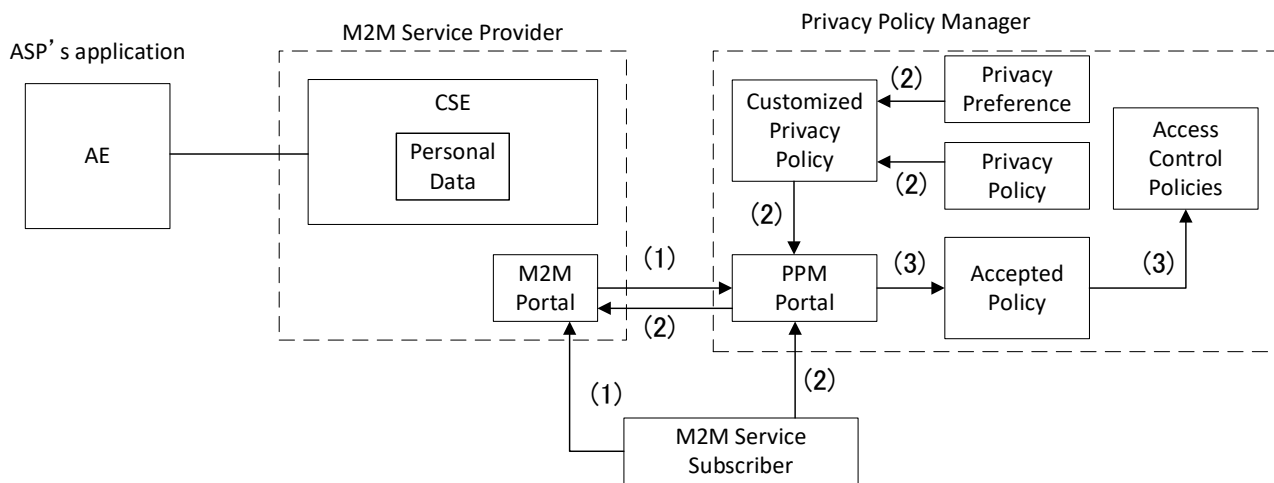 ASP's application
M2M Service Provider
Privacy Policy Manager
AE
CSE
Personal
Data
M2M
Portal
(1)
(2)
Customized
Privacy
Policy
(2)
Privacy
Preference
(2)
Privacy
Policy
(2)
Access
Control
Policies
PPM
Portal
(3)
Accepted
Policy
(3)
(1)
(2)
M2M Service
Subscriber